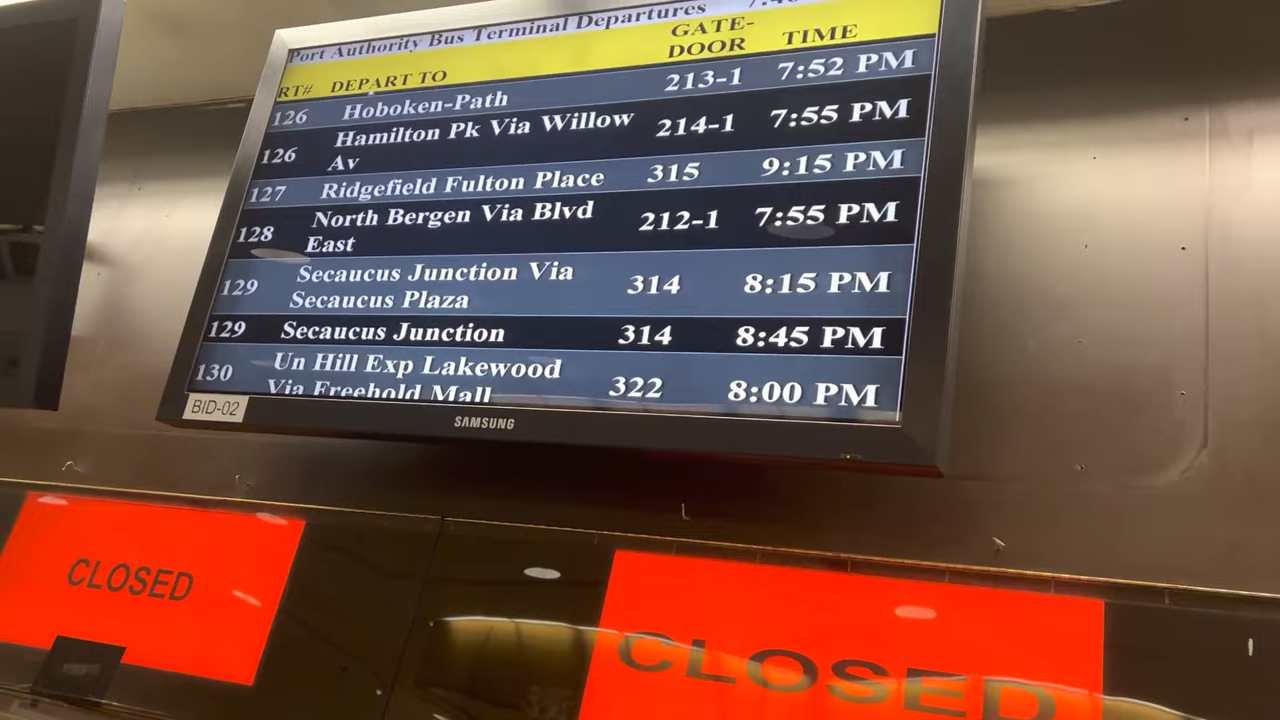 Port Authority Bus Terminal Departures
RT# DEPART TO GATE-DOOR TIME
126 Hoboken-Path 213-1 7:52 PM
126 Hamilton Pk Via Willow Av 214-1 7:55 PM
127 Ridgefield Fulton Place 315 9:15 PM
128 North Bergen Via Blvd East 212-1 7:55 PM
129 Secaucus Junction Via Secaucus Plaza 314 8:15 PM
129 Secaucus Junction 314 8:45 PM
130 Un Hill Exp Lakewood Via Freehold Mall 322 8:00 PM
BID-02
SAMSUNG
CLOSED
CLOSED